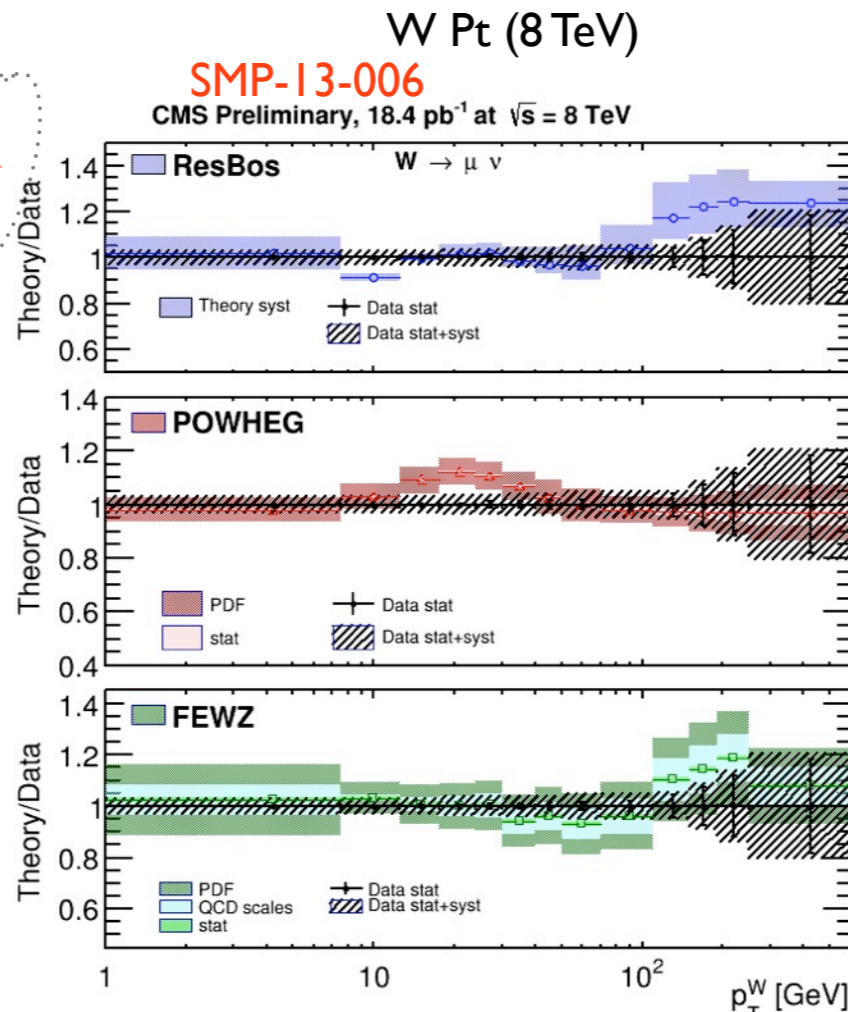 W Pt (8 TeV)
SMP-13-006
CMS Preliminary, 18.4 pb⁻¹ at √s = 8 TeV
ResBos
W → μ ν
1.4
1.2
1
0.8
0.6
Theory/Data
Theory syst
Data stat
Data stat+syst
POWHEG
1.4
1.2
1
0.8
0.6
0.4
Theory/Data
PDF
Data stat
stat
Data stat+syst
FEWZ
1.4
1.2
1
0.8
0.6
Theory/Data
PDF
Data stat
QCD scales
Data stat+syst
stat
1 10 10²
p_T^W [GeV]